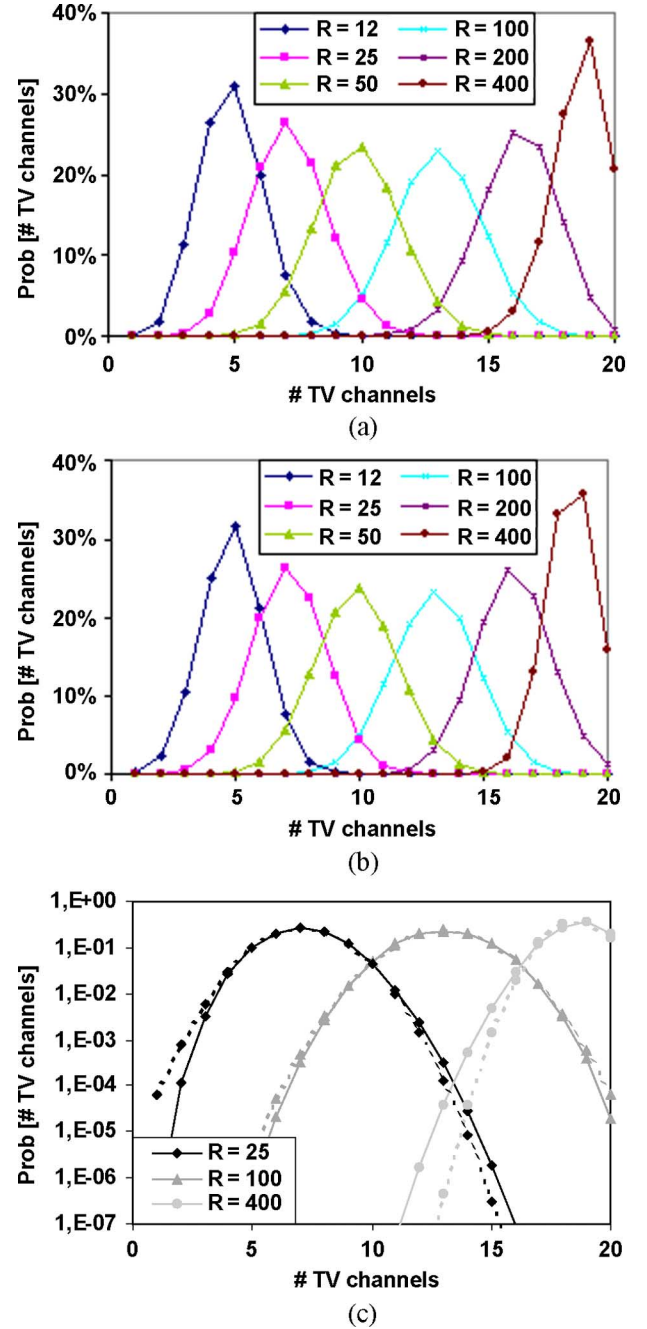 40%
30%
20%
10%
0%
Prob [# TV channels]
R = 12
R = 100
R = 25
R = 200
R = 50
R = 400
0
5
10
15
20
# TV channels
(a)
40%
30%
20%
10%
0%
Prob [# TV channels]
R = 12
R = 100
R = 25
R = 200
R = 50
R = 400
0
5
10
15
20
# TV channels
(b)
1,E+00
1,E-01
1,E-02
1,E-03
1,E-04
1,E-05
1,E-06
1,E-07
Prob [# TV channels]
R = 25
R = 100
R = 400
0
5
10
15
20
# TV channels
(c)